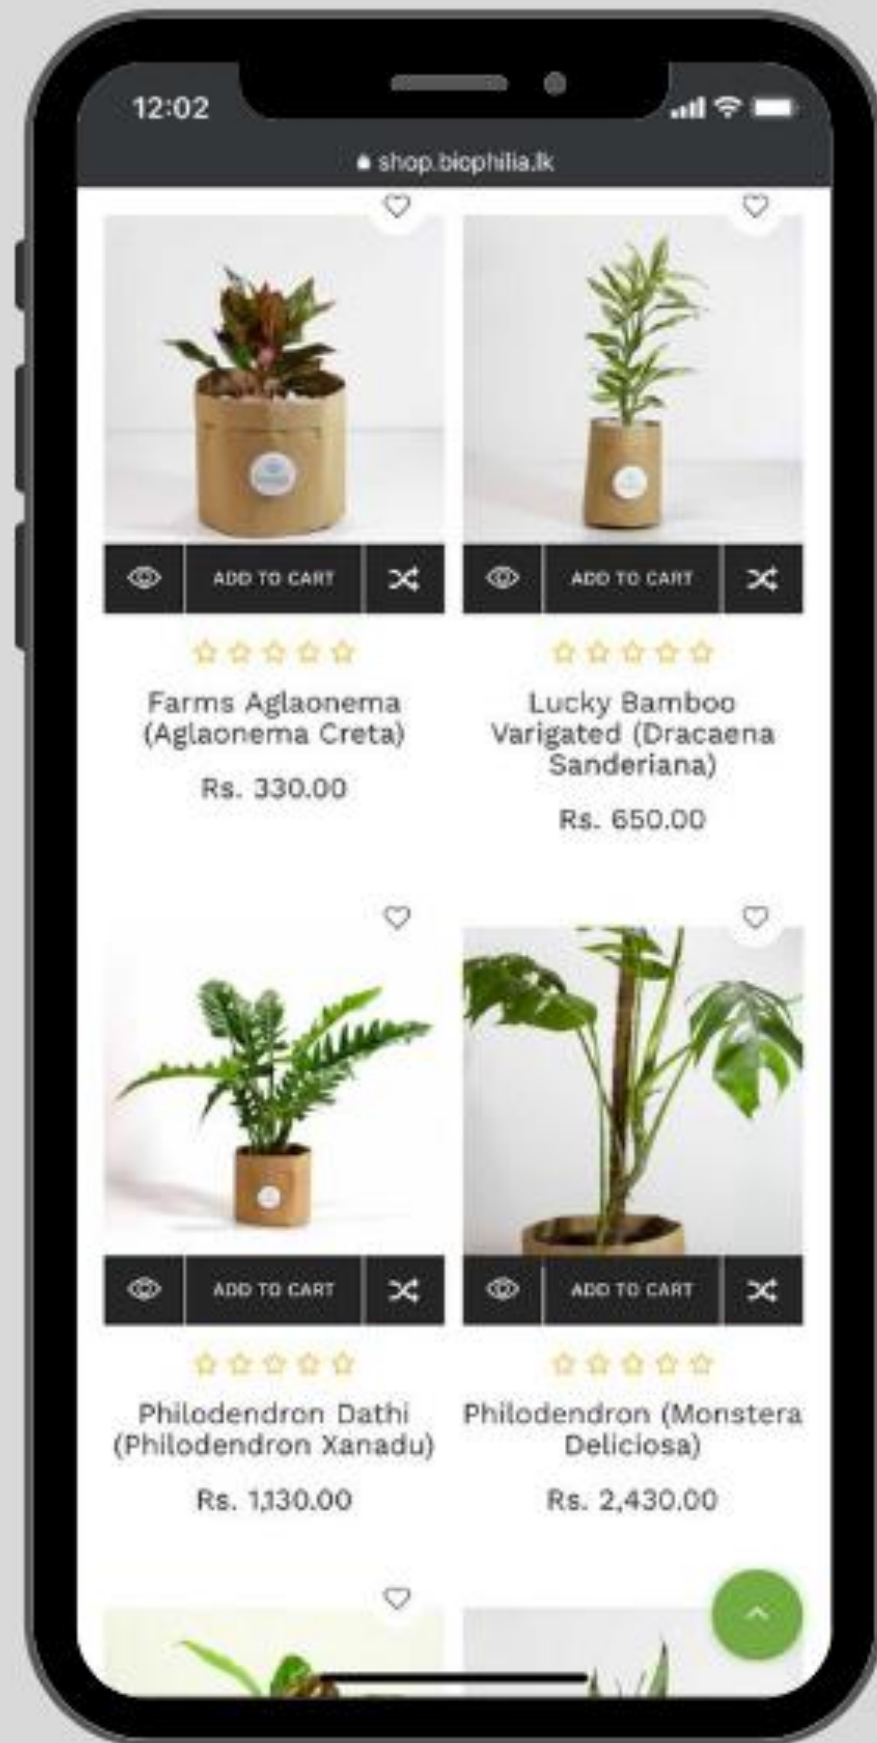 12:02
shop.biophilia.lk
ADD TO CART
ADD TO CART
Farms Aglaonema
(Aglaonema Creta)
Rs. 330.00
Lucky Bamboo
Varigated (Dracaena
Sanderiana)
Rs. 650.00
ADD TO CART
ADD TO CART
Philodendron Dathi
(Philodendron Xanadu)
Rs. 1,130.00
Philodendron (Monstera
Deliciosa)
Rs. 2,430.00